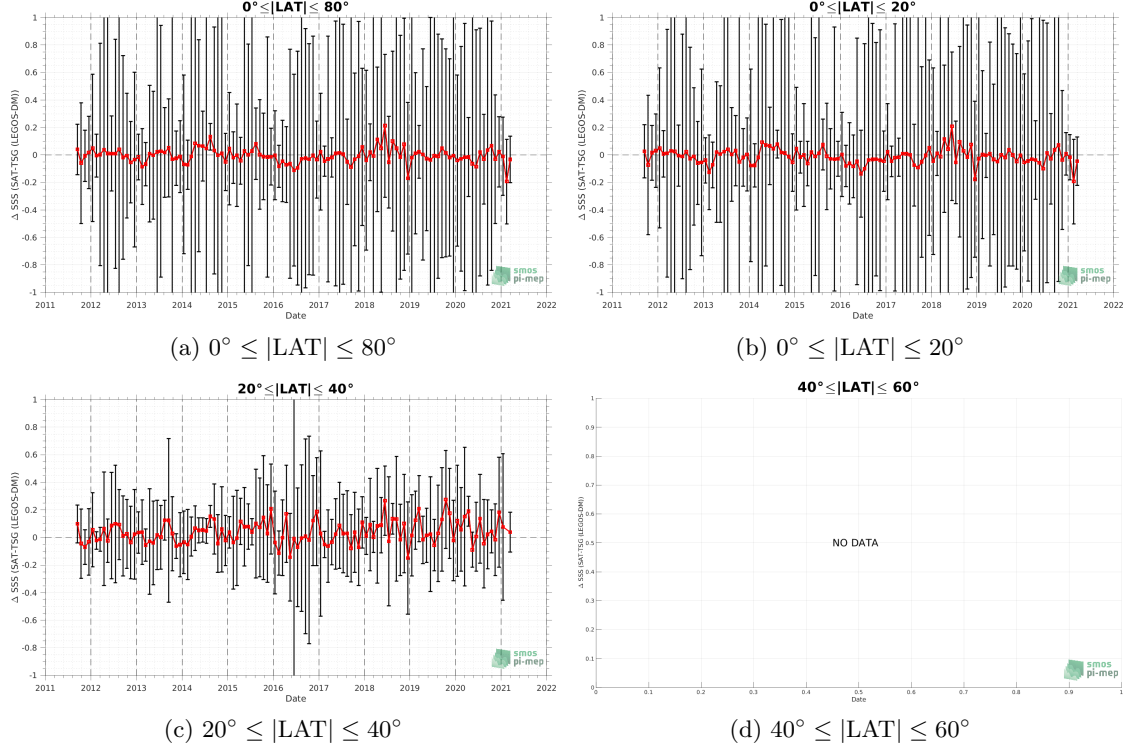 0°≤|LAT|≤ 80°
Δ SSS (SAT-TSG (LEGOS-DM))
1
0.8
0.6
0.4
0.2
0
-0.2
-0.4
-0.6
-0.8
-1
2011 2012 2013 2014 2015 2016 2017 2018 2019 2020 2021 2022
Date
smos
pi-mep
(a) 0° ≤ |LAT| ≤ 80°
0°≤|LAT|≤ 20°
Δ SSS (SAT-TSG (LEGOS-DM))
1
0.8
0.6
0.4
0.2
0
-0.2
-0.4
-0.6
-0.8
-1
2011 2012 2013 2014 2015 2016 2017 2018 2019 2020 2021 2022
Date
smos
pi-mep
(b) 0° ≤ |LAT| ≤ 20°
20°≤|LAT|≤ 40°
Δ SSS (SAT-TSG (LEGOS-DM))
1
0.8
0.6
0.4
0.2
0
-0.2
-0.4
-0.6
-0.8
-1
2011 2012 2013 2014 2015 2016 2017 2018 2019 2020 2021 2022
Date
smos
pi-mep
(c) 20° ≤ |LAT| ≤ 40°
40°≤|LAT|≤ 60°
Δ SSS (SAT-TSG (LEGOS-DM))
1
0.9
0.8
0.7
0.6
0.5
0.4
0.3
0.2
0.1
0
NO DATA
0 0.1 0.2 0.3 0.4 0.5 0.6 0.7 0.8 0.9 1
Date
smos
pi-mep
(d) 40° ≤ |LAT| ≤ 60°